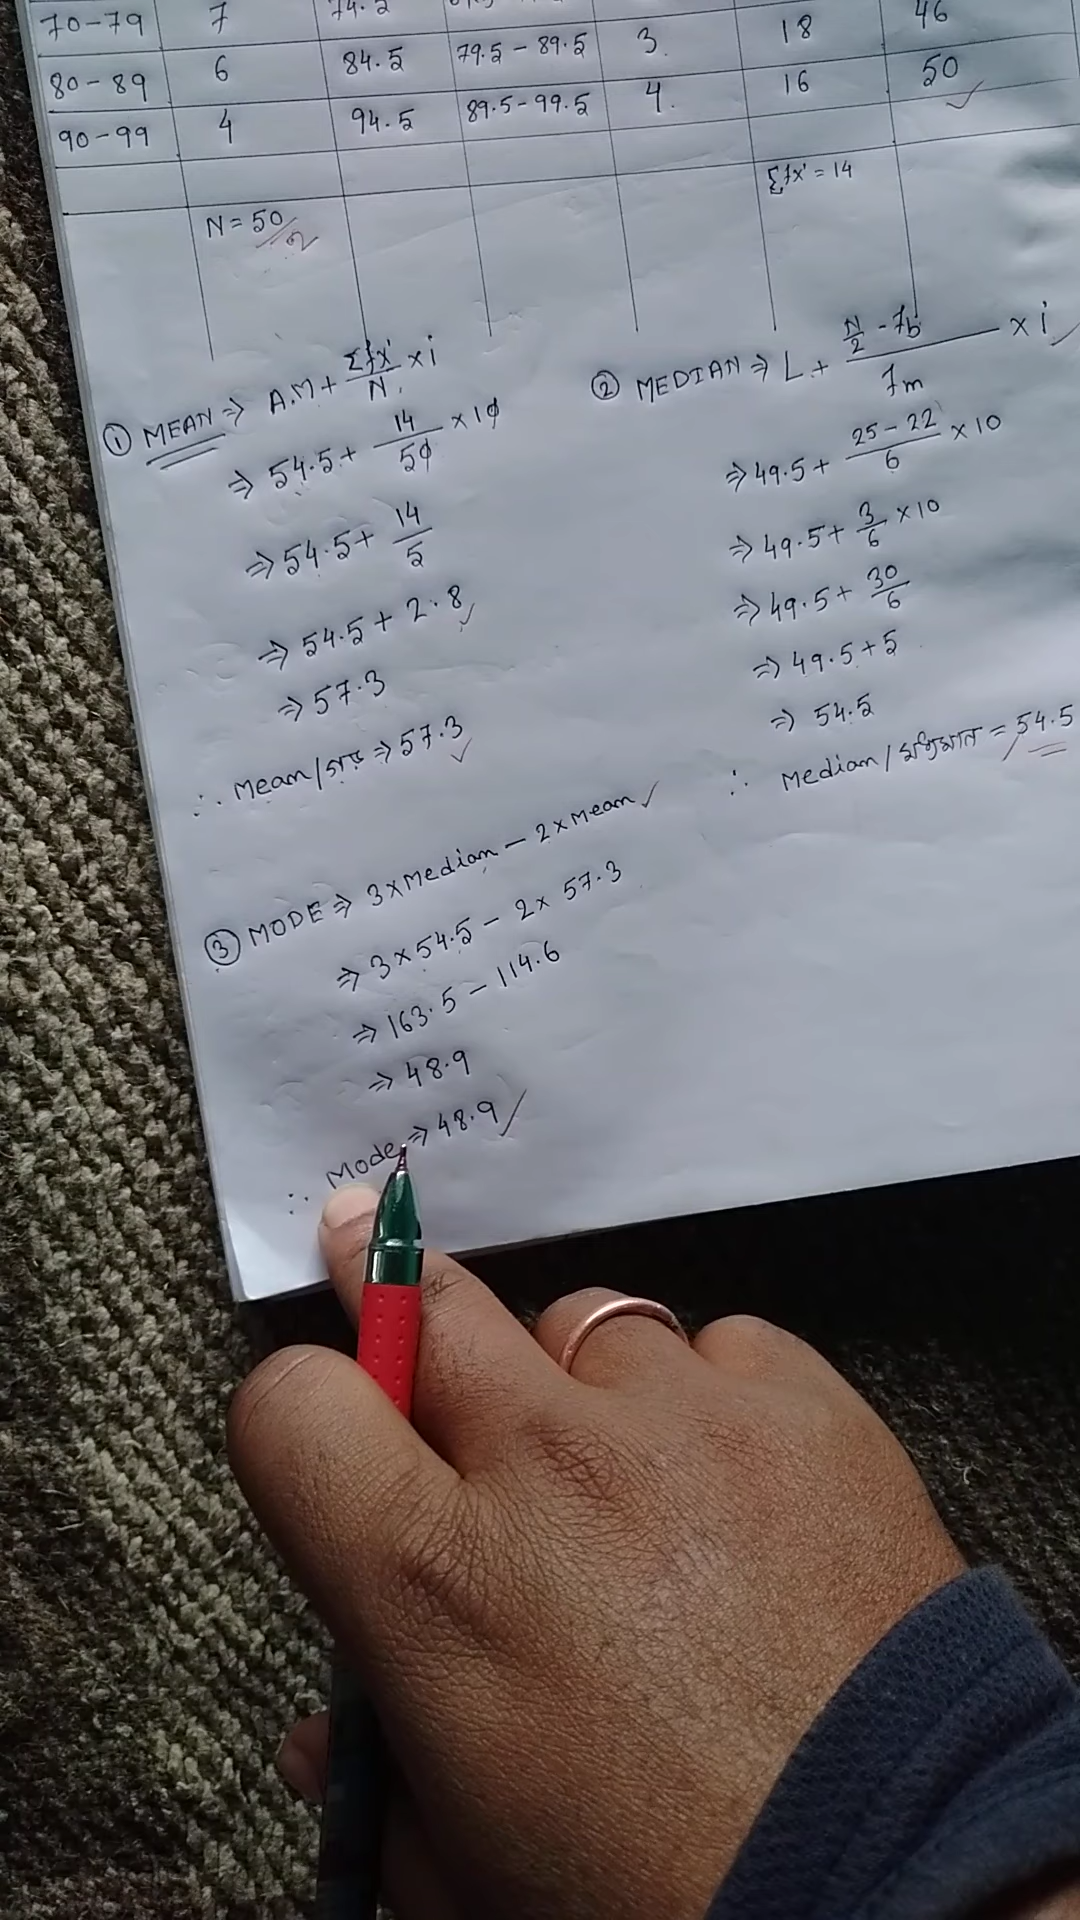 70-79 7 74.5 46
80-89 6 84.5 79.5-89.5 3. 18
90-99 4 94.5 89.5-99.5 4. 16 50
Σfx' = 14
N = 50
① MEAN ⇒ A.M + Σfx'/N. × i
⇒ 54.5 + 14/50 × 10
⇒ 54.5 + 14/5
⇒ 54.5 + 2.8
⇒ 57.3
∴ Mean/গড় ⇒ 57.3
② MEDIAN ⇒ L + (N/2 - fb)/fm × i
⇒ 49.5 + (25-22)/6 × 10
⇒ 49.5 + 3/6 × 10
⇒ 49.5 + 30/6
⇒ 49.5 + 5
⇒ 54.5
∴ Median/মধ্যমান = 54.5
③ MODE ⇒ 3×Median - 2×Mean
⇒ 3 × 54.5 - 2 × 57.3
⇒ 163.5 - 114.6
⇒ 48.9
∴ Mode ⇒ 48.9